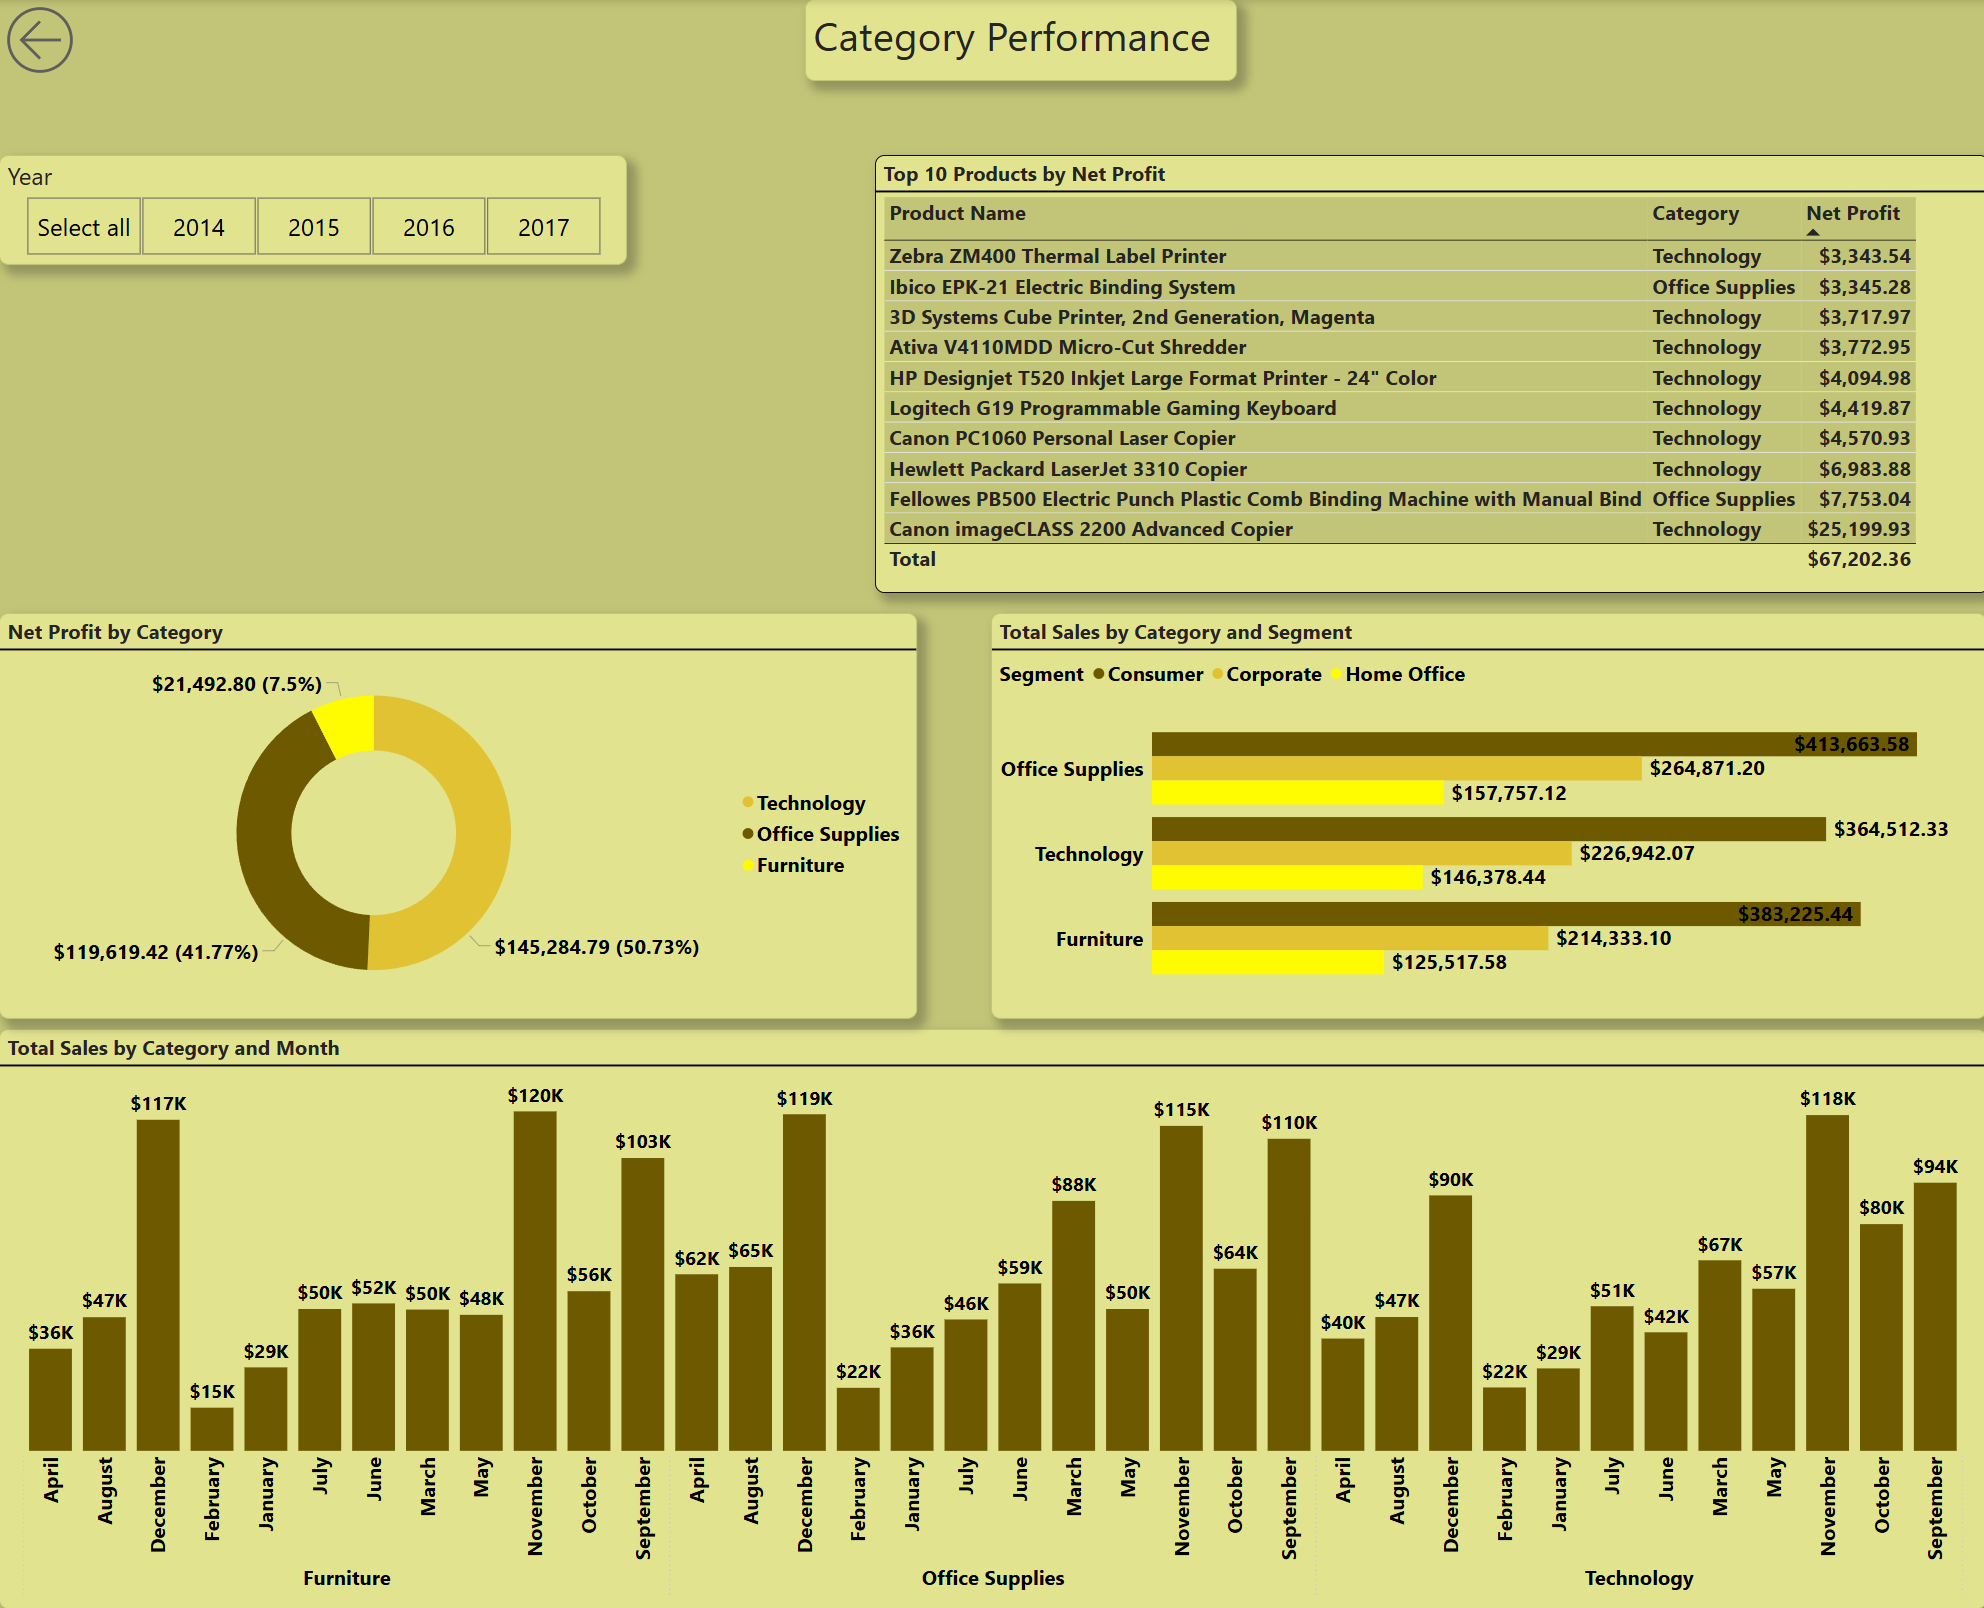 Category Performance
Year
Select all 2014 2015 2016 2017
Top 10 Products by Net Profit
Product Name Category Net Profit
Zebra ZM400 Thermal Label Printer Technology $3,343.54
Ibico EPK-21 Electric Binding System Office Supplies $3,345.28
3D Systems Cube Printer, 2nd Generation, Magenta Technology $3,717.97
Ativa V4110MDD Micro-Cut Shredder Technology $3,772.95
HP Designjet T520 Inkjet Large Format Printer - 24" Color Technology $4,094.98
Logitech G19 Programmable Gaming Keyboard Technology $4,419.87
Canon PC1060 Personal Laser Copier Technology $4,570.93
Hewlett Packard LaserJet 3310 Copier Technology $6,983.88
Fellowes PB500 Electric Punch Plastic Comb Binding Machine with Manual Bind Office Supplies $7,753.04
Canon imageCLASS 2200 Advanced Copier Technology $25,199.93
Total $67,202.36
Net Profit by Category
$21,492.80 (7.5%)
$119,619.42 (41.77%)
$145,284.79 (50.73%)
Technology
Office Supplies
Furniture
Total Sales by Category and Segment
Segment Consumer Corporate Home Office
Office Supplies
$413,663.58
$264,871.20
$157,757.12
Technology
$364,512.33
$226,942.07
$146,378.44
Furniture
$383,225.44
$214,333.10
$125,517.58
Total Sales by Category and Month
$36K $47K $117K $15K $29K $50K $52K $50K $48K $120K $56K $103K $62K $65K $119K $22K $36K $46K $59K $88K $50K $115K $64K $110K $40K $47K $90K $22K $29K $51K $42K $67K $57K $118K $80K $94K
April August December February January July June March May November October September April August December February January July June March May November October September April August December February January July June March May November October September
Furniture Office Supplies Technology